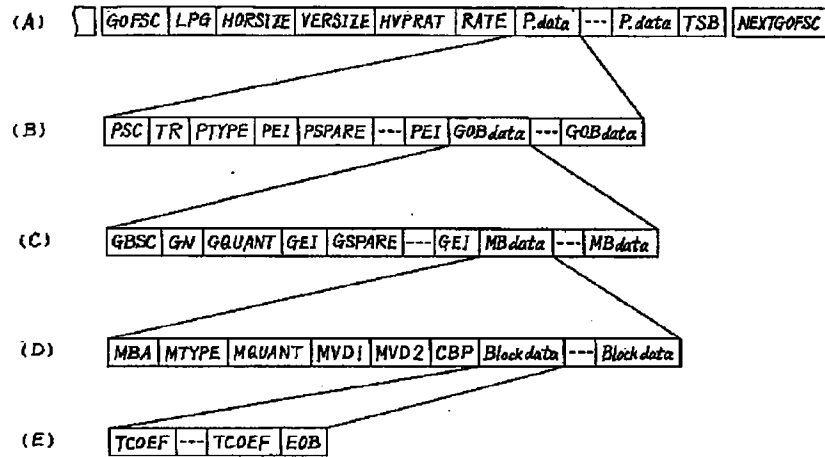 (A) GOFSC LPG HORSIZE VERSIZE HVPRAT RATE P.data --- P.data TSB NEXTGOFSC
(B) PSC TR PTYPE PEI PSPARE --- PEI GOBdata --- GOBdata
(C) GBSC GN GQUANT GEI GSPARE --- GEI MBdata --- MBdata
(D) MBA MTYPE MQUANT MVD1 MVD2 CBP Blockdata --- Blockdata
(E) TCOEF --- TCOEF EOB